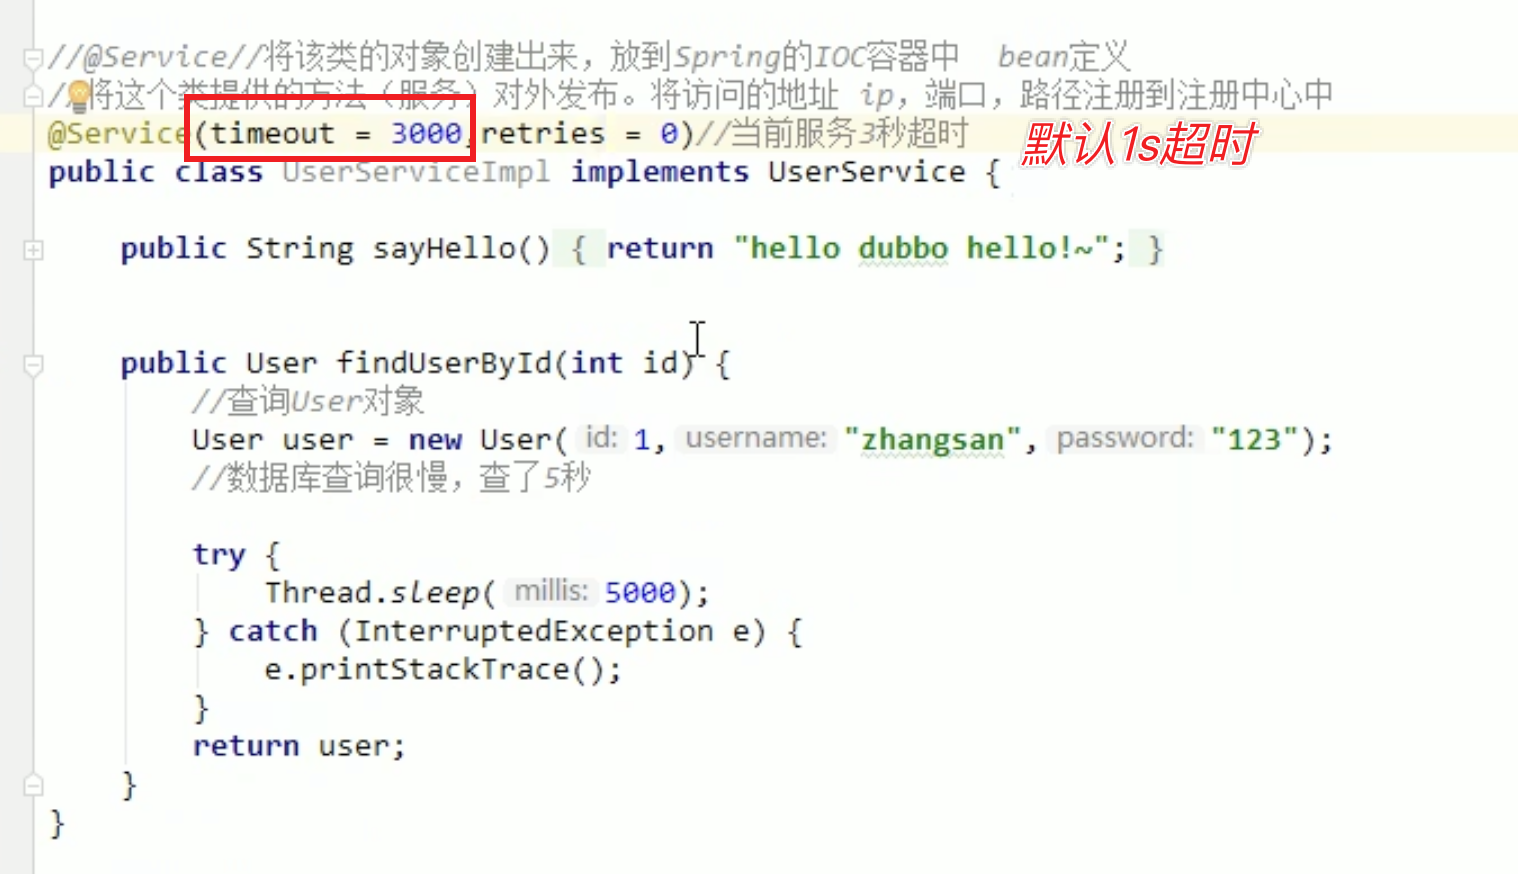 //@Service//将该类的对象创建出来，放到Spring的IOC容器中  bean定义
//将这个类提供的方法（服务）对外发布。将访问的地址 ip，端口，路径注册到注册中心中
@Service(timeout = 3000,retries = 0)//当前服务3秒超时 默认1s超时
public class UserServiceImpl implements UserService {
public String sayHello() { return "hello dubbo hello!~"; }
public User findUserById(int id) {
//查询User对象
User user = new User( id: 1, username: "zhangsan", password: "123");
//数据库查询很慢，查了5秒
try {
Thread.sleep( millis: 5000);
} catch (InterruptedException e) {
e.printStackTrace();
}
return user;
}
}